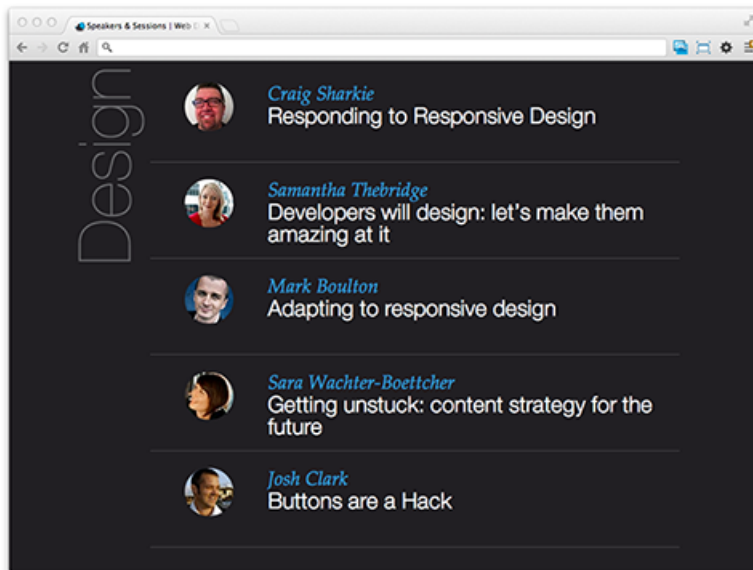 Speakers & Sessions | Web D
Design
Craig Sharkie
Responding to Responsive Design
Samantha Thebridge
Developers will design: let's make them
amazing at it
Mark Boulton
Adapting to responsive design
Sara Wachter-Boettcher
Getting unstuck: content strategy for the
future
Josh Clark
Buttons are a Hack